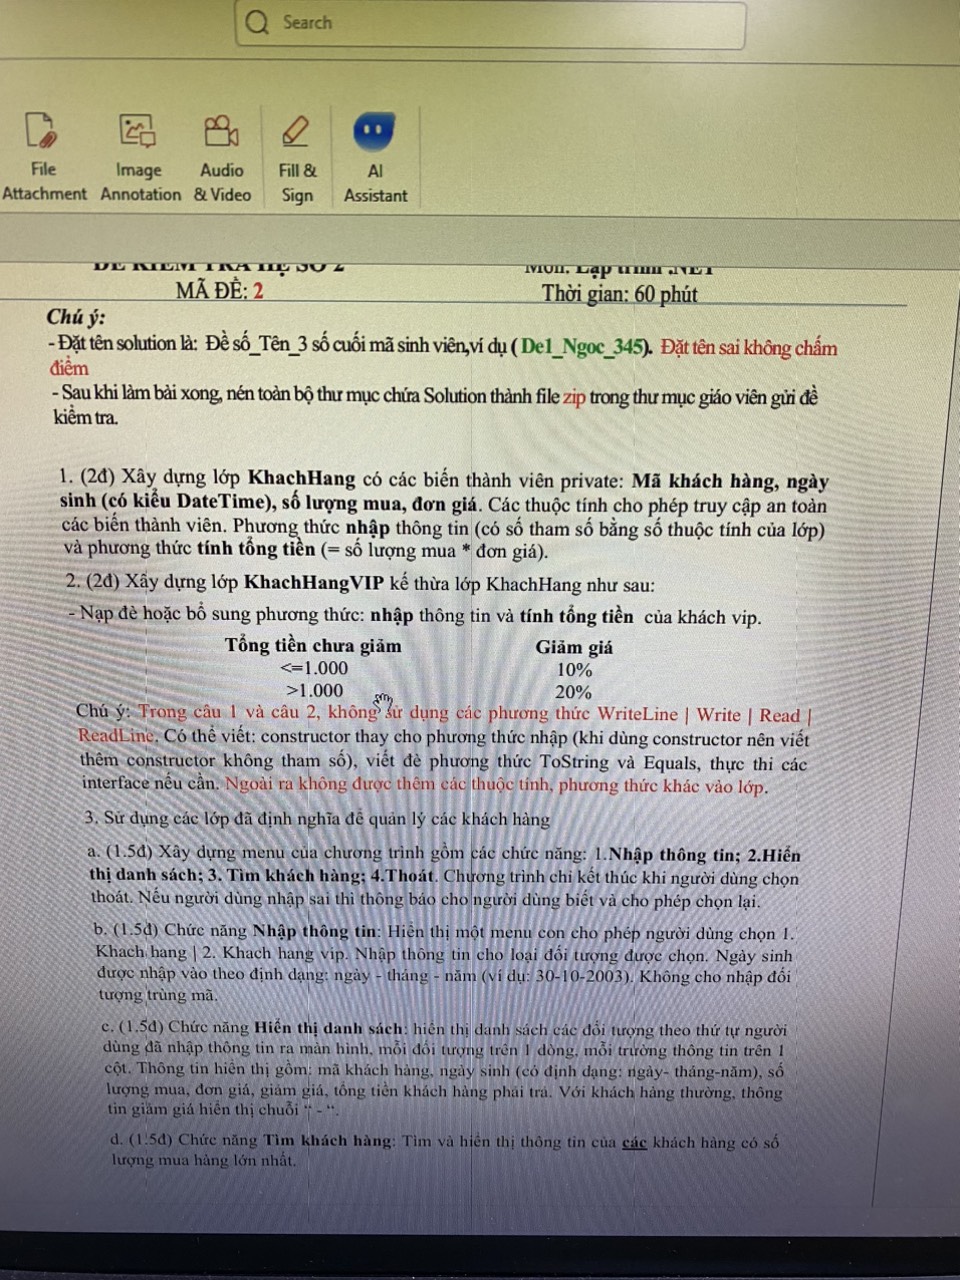 Search
File Attachment
Image Annotation
Audio & Video
Fill & Sign
AI Assistant
ĐỀ KIỂM TRA HỆ SỐ 2
Môn: Lập trình .NET
MÃ ĐỀ: 2
Thời gian: 60 phút
Chú ý:
- Đặt tên solution là: Đề số_Tên_3 số cuối mã sinh viên,ví dụ ( De1_Ngoc_345). Đặt tên sai không chấm
điểm
- Sau khi làm bài xong, nén toàn bộ thư mục chứa Solution thành file zip trong thư mục giáo viên gửi đề
kiểm tra.
1. (2đ) Xây dựng lớp KhachHang có các biến thành viên private: Mã khách hàng, ngày
sinh (có kiểu DateTime), số lượng mua, đơn giá. Các thuộc tính cho phép truy cập an toàn
các biến thành viên. Phương thức nhập thông tin (có số tham số bằng số thuộc tính của lớp)
và phương thức tính tổng tiền (= số lượng mua * đơn giá).
2. (2đ) Xây dựng lớp KhachHangVIP kế thừa lớp KhachHang như sau:
- Nạp đè hoặc bổ sung phương thức: nhập thông tin và tính tổng tiền của khách vip.
Tổng tiền chưa giảm Giảm giá
<=1.000 10%
>1.000 20%
Chú ý: Trong câu 1 và câu 2, không sử dụng các phương thức WriteLine | Write | Read |
ReadLine. Có thể viết: constructor thay cho phương thức nhập (khi dùng constructor nên viết
thêm constructor không tham số), viết đè phương thức ToString và Equals, thực thi các
interface nếu cần. Ngoài ra không được thêm các thuộc tính, phương thức khác vào lớp.
3. Sử dụng các lớp đã định nghĩa để quản lý các khách hàng
a. (1.5đ) Xây dựng menu của chương trình gồm các chức năng: 1.Nhập thông tin; 2.Hiển
thị danh sách; 3. Tìm khách hàng; 4.Thoát. Chương trình chỉ kết thúc khi người dùng chọn
thoát. Nếu người dùng nhập sai thì thông báo cho người dùng biết và cho phép chọn lại.
b. (1.5đ) Chức năng Nhập thông tin: Hiển thị một menu con cho phép người dùng chọn 1.
Khach hang | 2. Khach hang vip. Nhập thông tin cho loại đối tượng được chọn. Ngày sinh
được nhập vào theo định dạng: ngày - tháng - năm (ví dụ: 30-10-2003). Không cho nhập đối
tượng trùng mã.
c. (1.5đ) Chức năng Hiển thị danh sách: hiển thị danh sách các đối tượng theo thứ tự người
dùng đã nhập thông tin ra màn hình, mỗi đối tượng trên 1 dòng, mỗi trường thông tin trên 1
cột. Thông tin hiển thị gồm: mã khách hàng, ngày sinh (có định dạng: ngày- tháng-năm), số
lượng mua, đơn giá, giảm giá, tổng tiền khách hàng phải trả. Với khách hàng thường, thông
tin giảm giá hiển thị chuỗi “ - “.
d. (1.5đ) Chức năng Tìm khách hàng: Tìm và hiển thị thông tin của các khách hàng có số
lượng mua hàng lớn nhất.